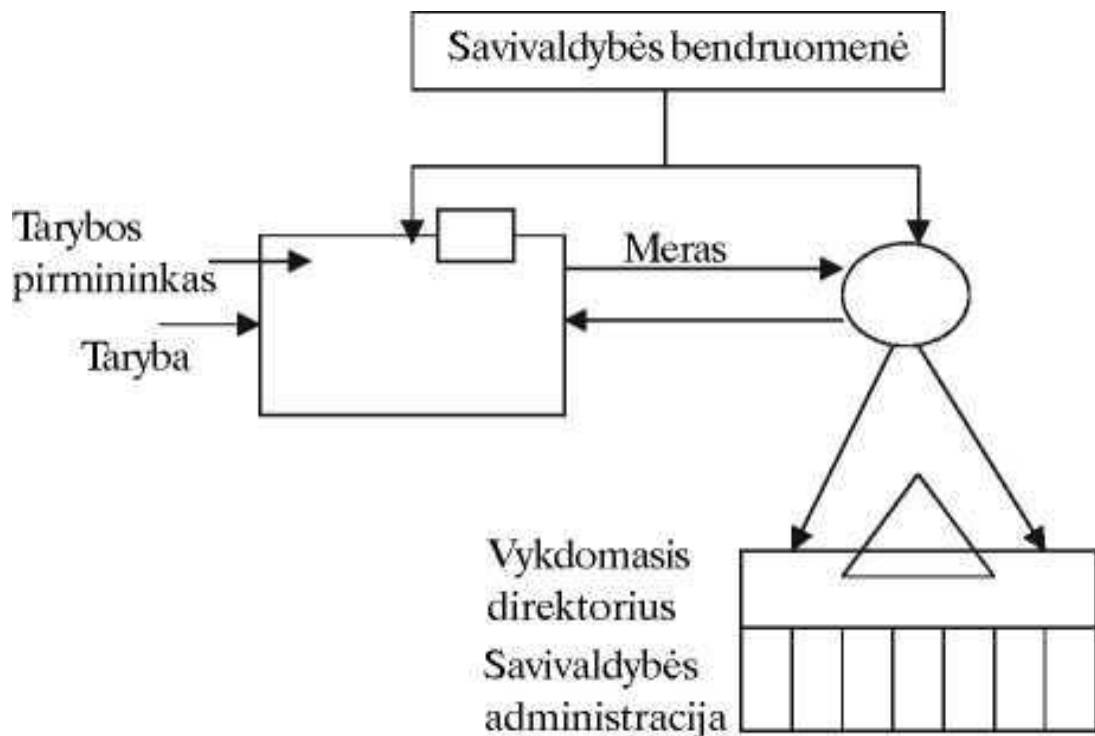 Savivaldybės bendruomenė
Tarybos
pirmininkas
Meras
Taryba
Vykdomasis
direktorius
Savivaldybės
administracija